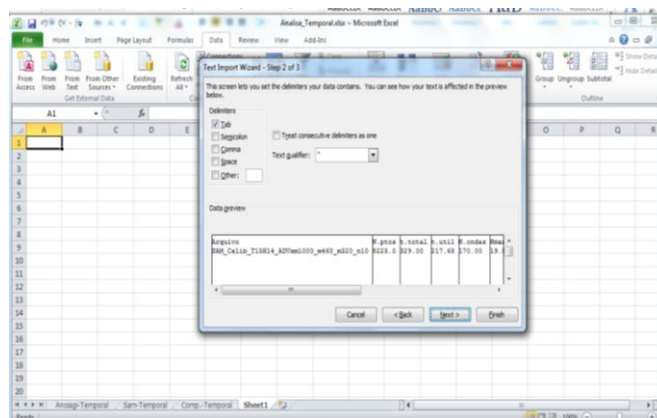 Analise_Temporal.xlsx - Microsoft Excel
File Home Insert Page Layout Formulas Data Review View Add-Ins
From Access From Web From Text From Other Sources Existing Connections Refresh All Connections
Group Ungroup Subtotal Show Detail Hide Detail
Get External Data Outline
A1 fx
A B C D E O P Q R
Text Import Wizard - Step 2 of 3
This screen lets you set the delimiters your data contains. You can see how your text is affected in the preview below.
Delimiters
Tab
Semicolon
Comma
Space
Other:
Treat consecutive delimiters as one
Text qualifier: "
Data preview
Arquivo N.ptos t.total t.util N.ondas Hmax
8225.0 329.00 217.68 170.00 19.
Cancel < Back Next > Finish
1
2
3
4
5
6
7
8
9
10
11
12
13
14
15
16
17
18
19
20
Sam-Temporal Comp.-Temporal Sheet1
Ready 100%